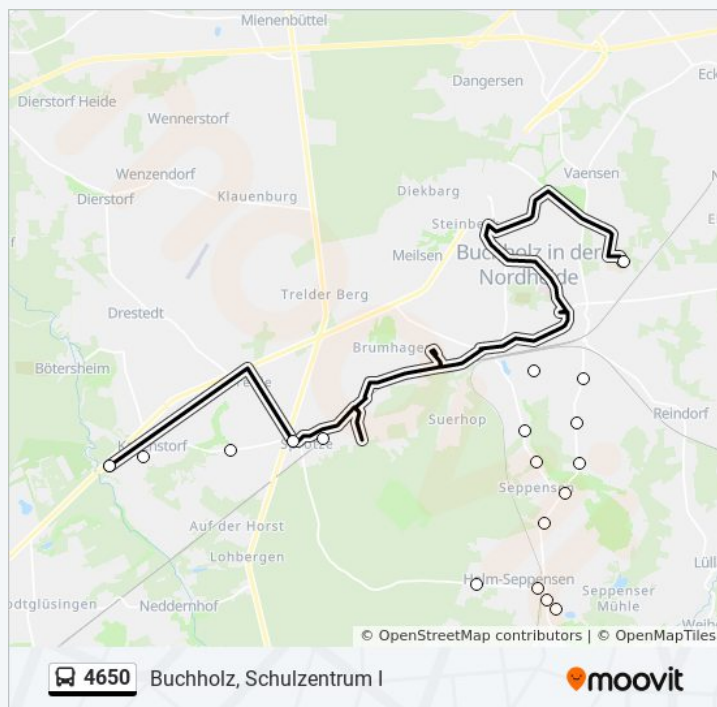 Mienenbüttel
Dangersen
Dierstorf Heide
Wennerstorf
Wenzendorf
Vaensen
Diekbarg
Dierstorf
Klauenburg
Steinbe
Meilsen
Buchholz in der
Nordheide
Trelder Berg
Drestedt
Brumhage
Bötersheim
Suerhop
Reindorf
Seppensen
Auf der Horst
Lohbergen
Holm-Seppensen
Neddernhof
Seppenser
Mühle
© OpenStreetMap contributors | © OpenMapTiles
4650 Buchholz, Schulzentrum I
moovit